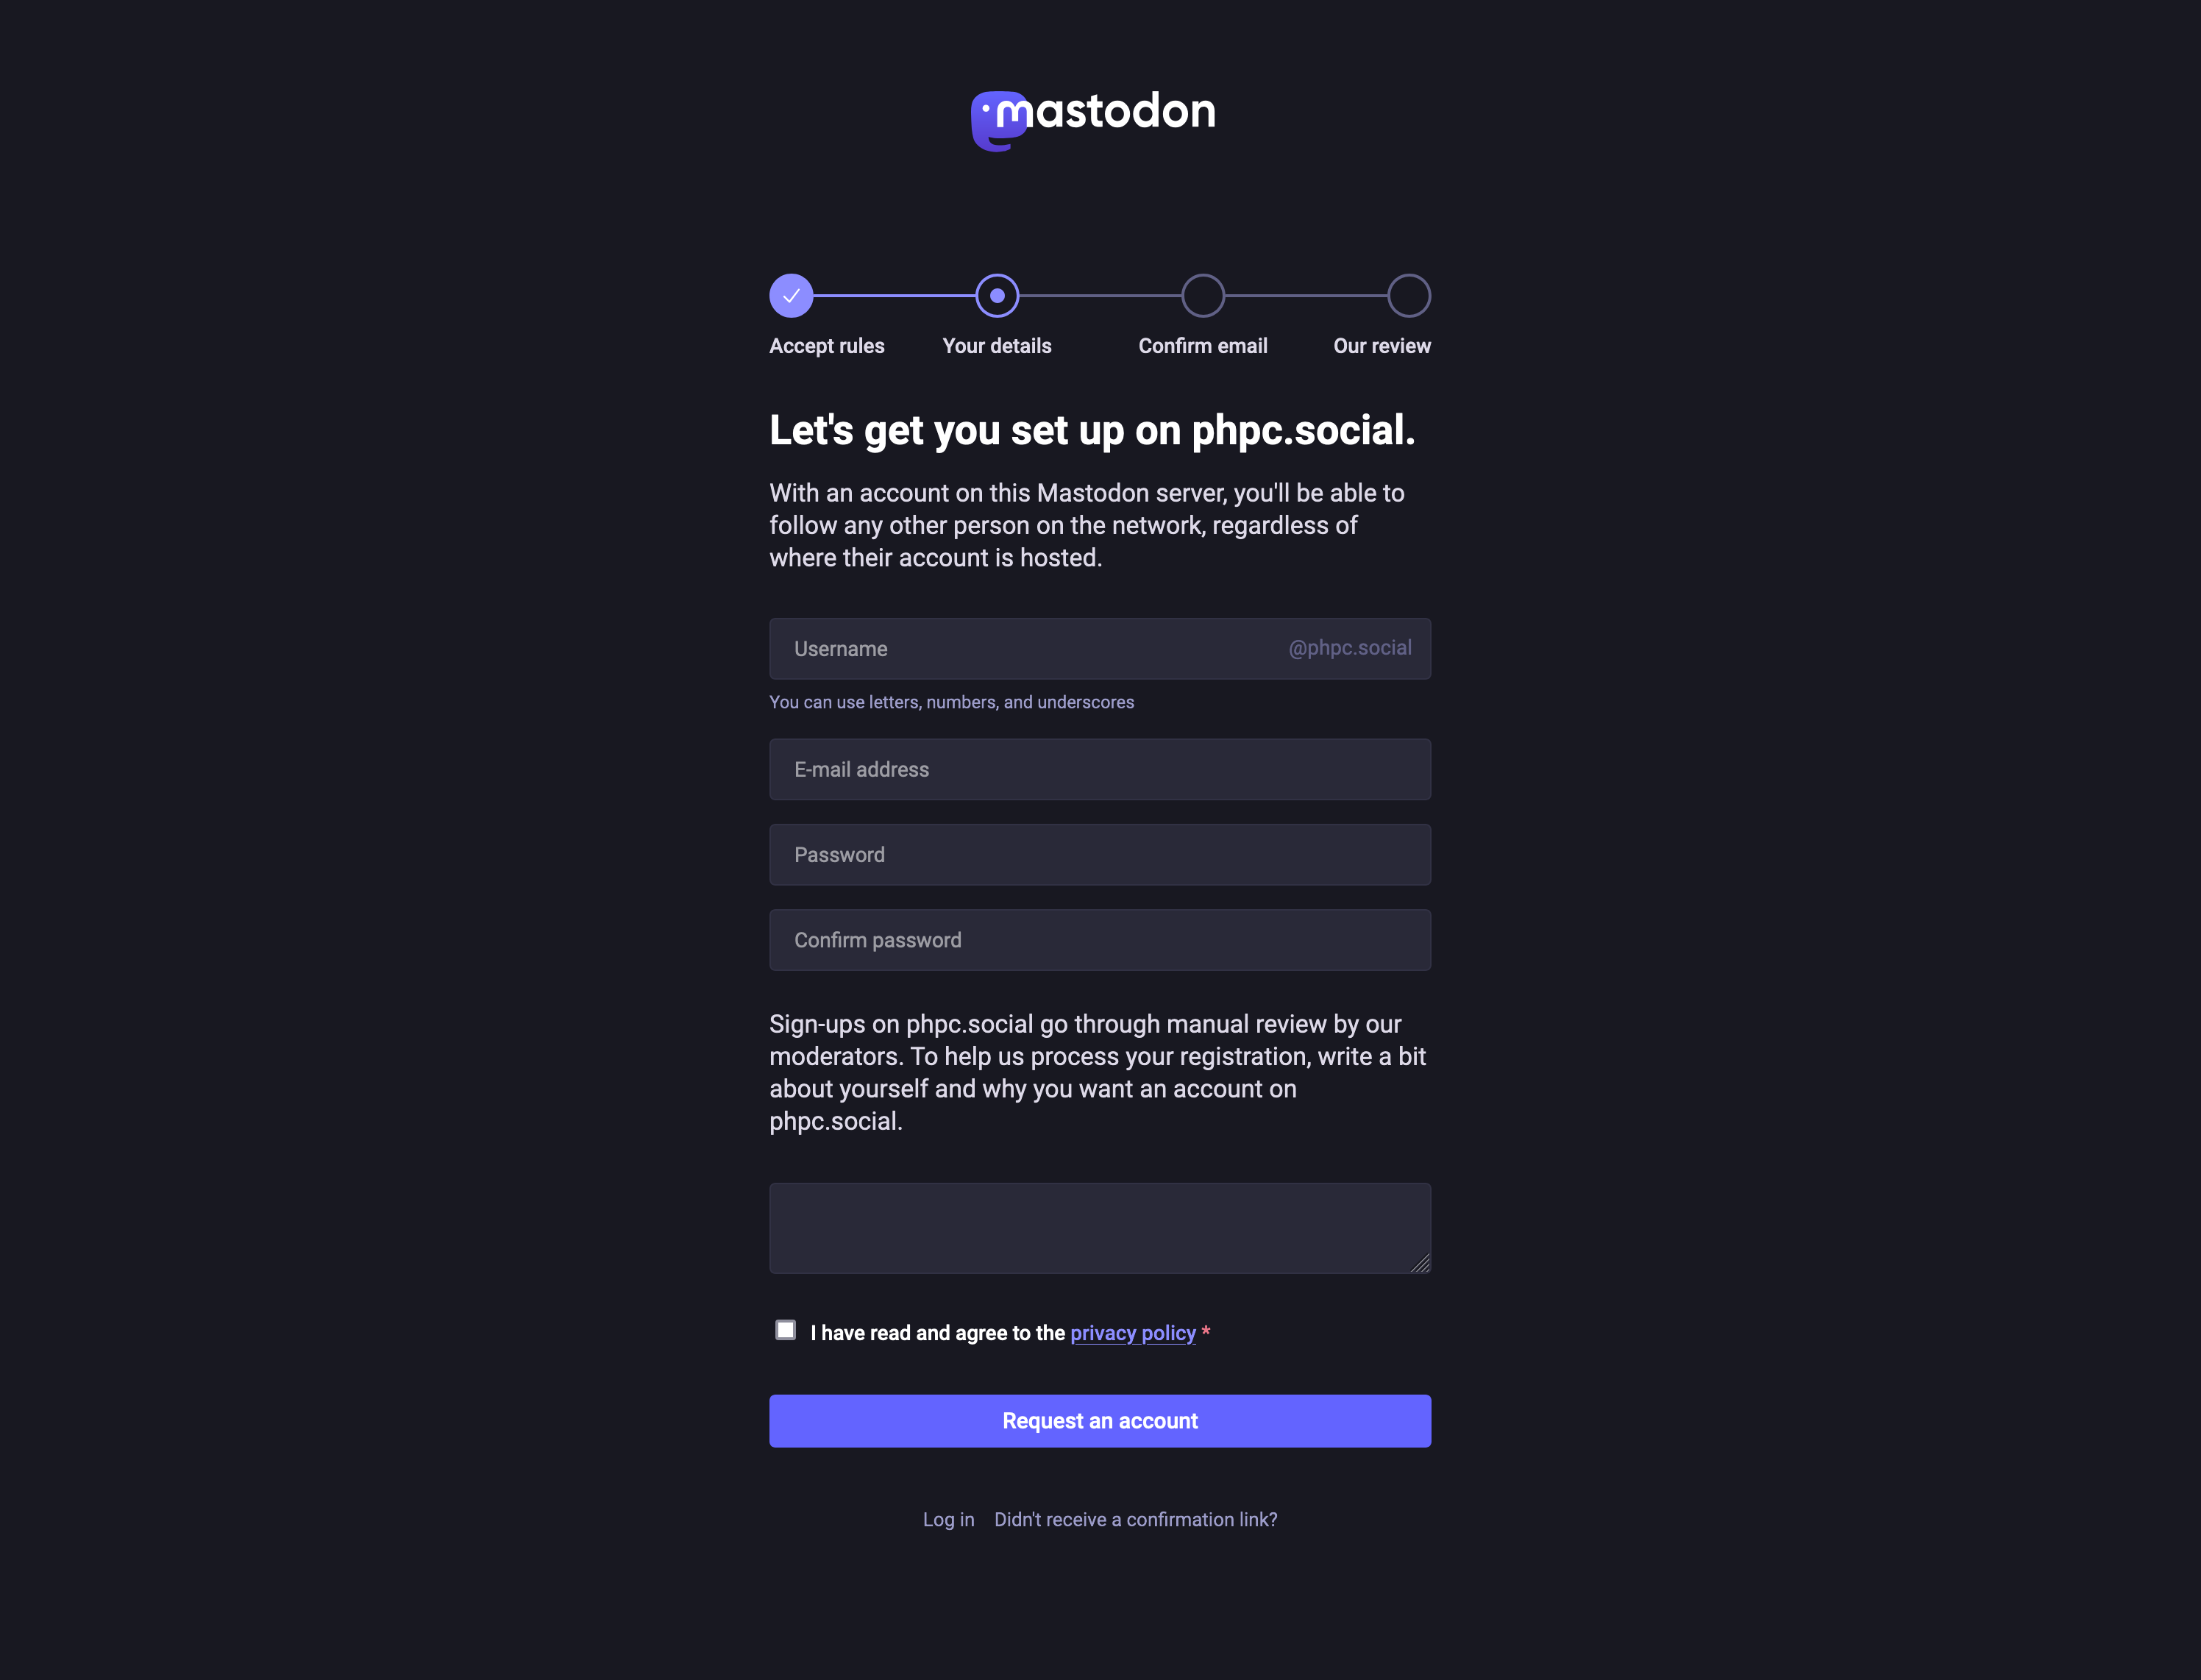 mastodon
Accept rules
Your details
Confirm email
Our review
Let's get you set up on phpc.social.
With an account on this Mastodon server, you'll be able to
follow any other person on the network, regardless of
where their account is hosted.
Username @phpc.social
You can use letters, numbers, and underscores
E-mail address
Password
Confirm password
Sign-ups on phpc.social go through manual review by our
moderators. To help us process your registration, write a bit
about yourself and why you want an account on
phpc.social.
I have read and agree to the privacy policy *
Request an account
Log in Didn't receive a confirmation link?